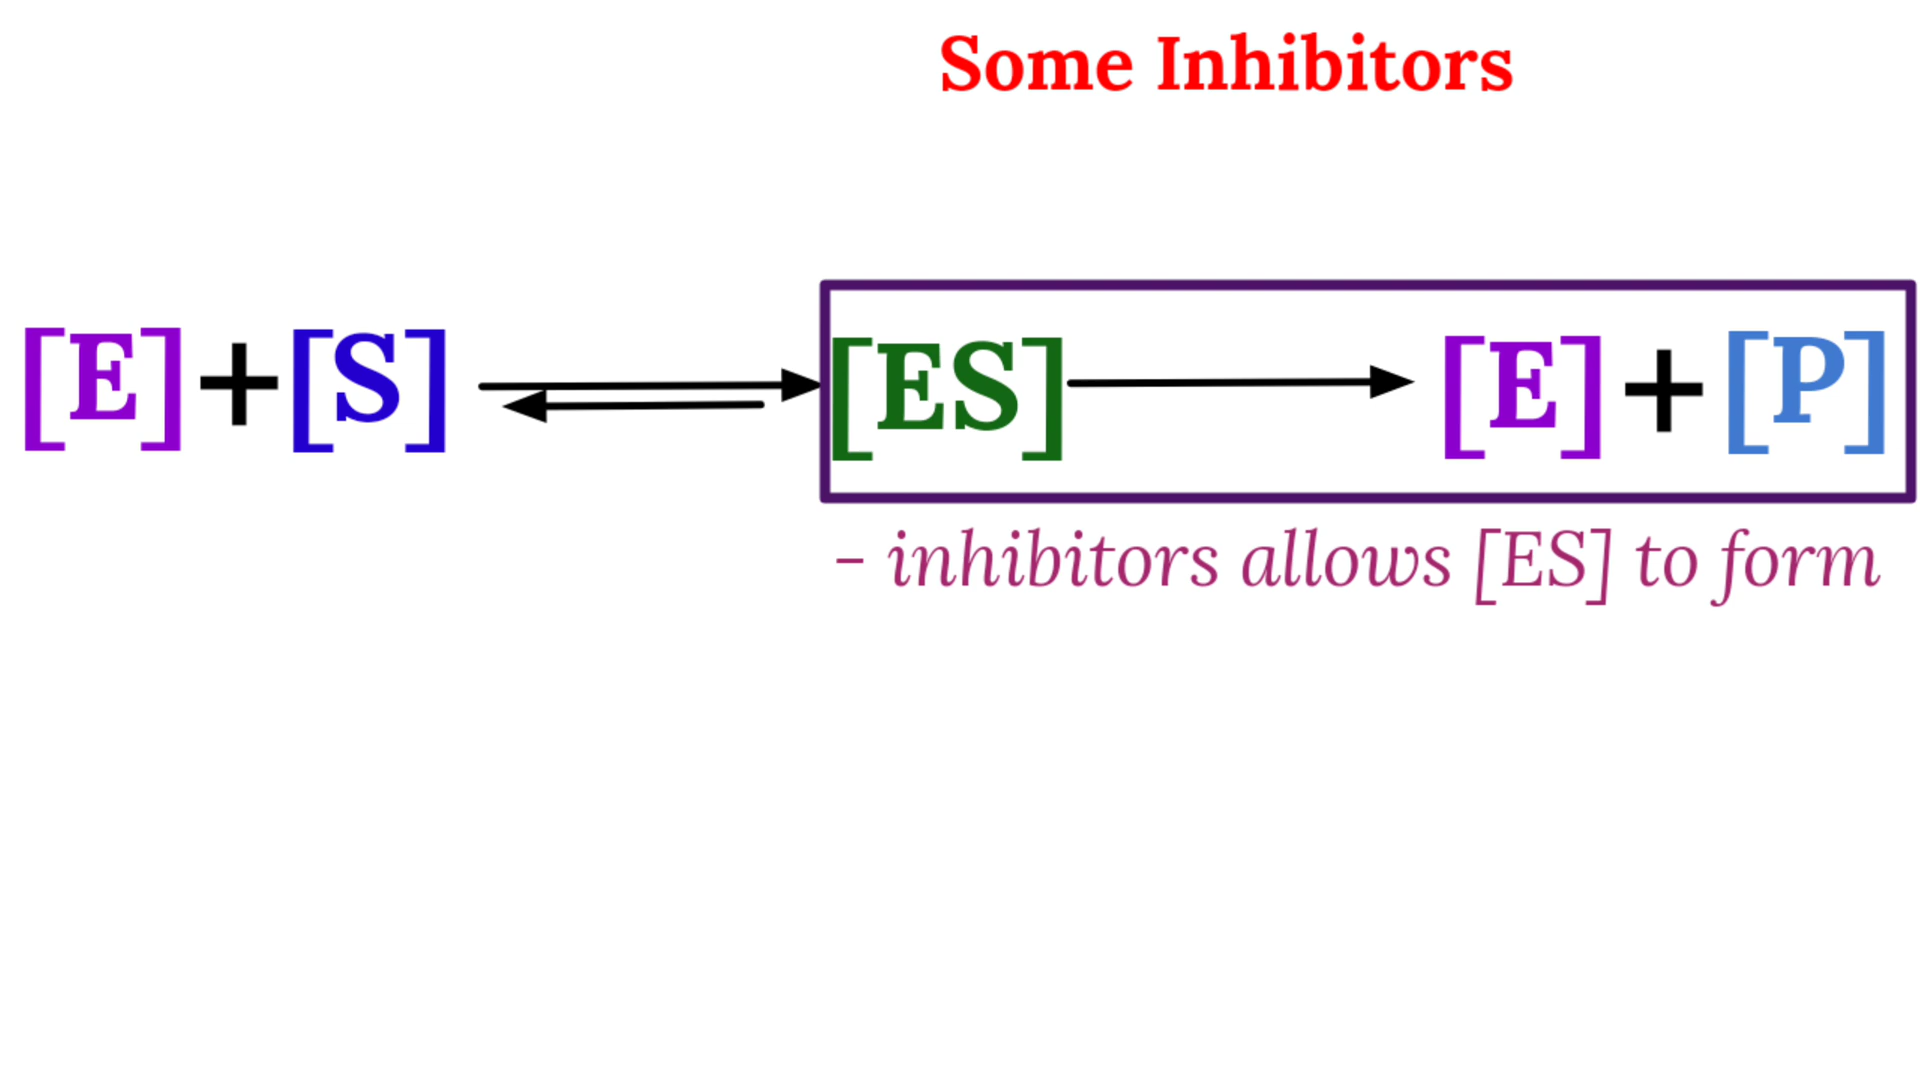 Some Inhibitors
[E]+[S] [ES] [E]+[P]
- inhibitors allows [ES] to form